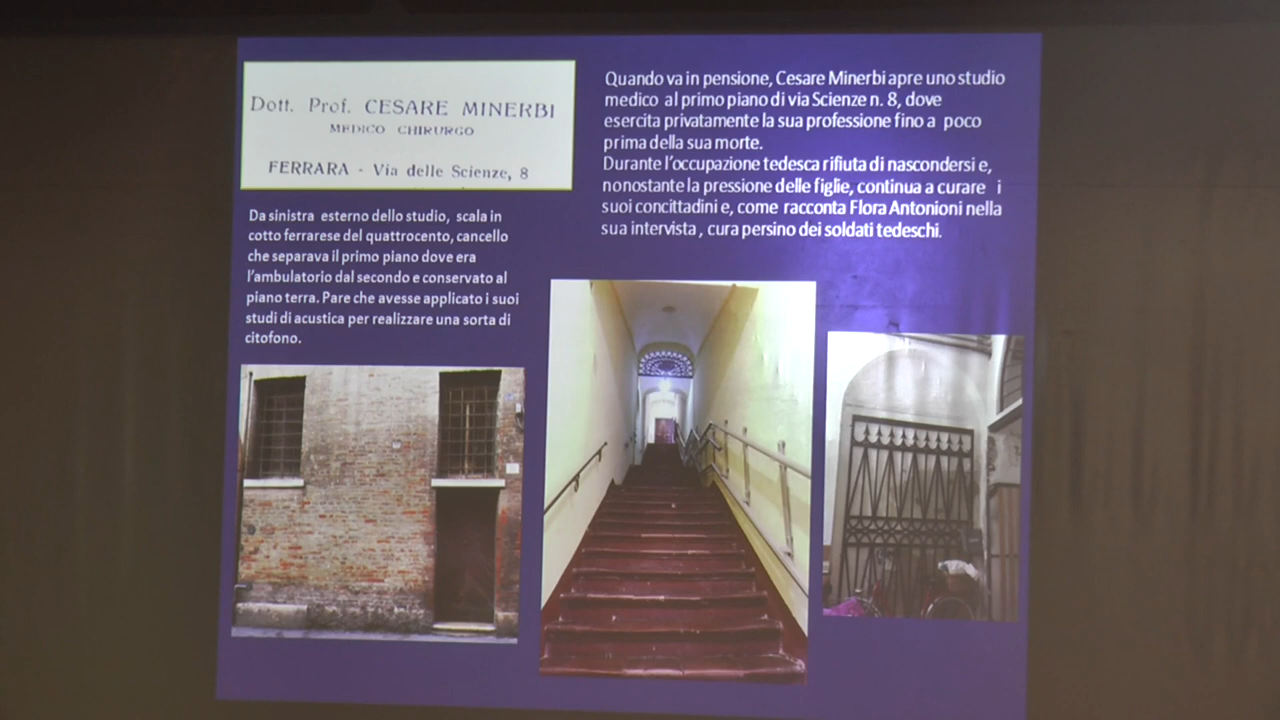 Dott. Prof. CESARE MINERBI
MEDICO CHIRURGO
FERRARA - Via delle Scienze, 8
Da sinistra esterno dello studio, scala in
cotto ferrarese del quattrocento, cancello
che separava il primo piano dove era
l'ambulatorio dal secondo e conservato al
piano terra. Pare che avesse applicato i suoi
studi di acustica per realizzare una sorta di
citofono.
Quando va in pensione, Cesare Minerbi apre uno studio
medico al primo piano di via Scienze n. 8, dove
esercita privatamente la sua professione fino a poco
prima della sua morte.
Durante l'occupazione tedesca rifiuta di nascondersi e,
nonostante la pressione delle figlie, continua a curare i
suoi concittadini e, come racconta Flora Antonioni nella
sua intervista, cura persino dei soldati tedeschi.